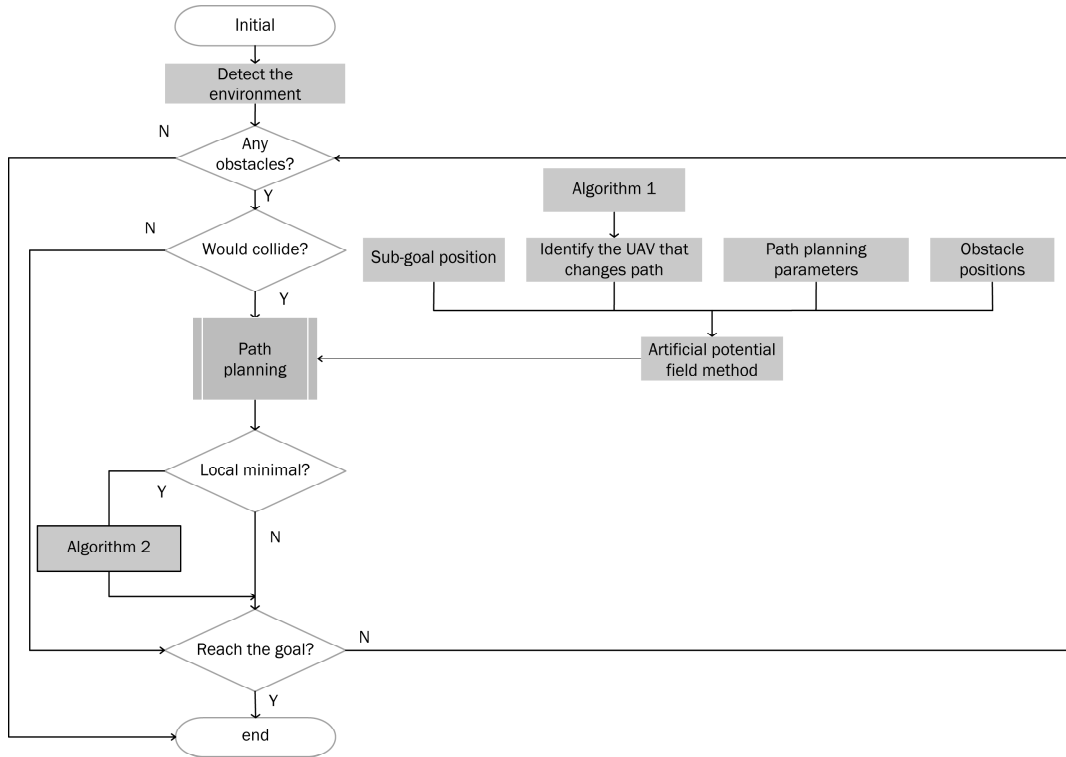 Initial
Detect the
environment
N
Any
obstacles?
Y
Algorithm 1
N
Would collide?
Sub-goal position
Identify the UAV that
changes path
Path planning
parameters
Obstacle
positions
Y
Path
planning
Artificial potential
field method
Local minimal?
Y
N
Algorithm 2
N
Reach the goal?
Y
end